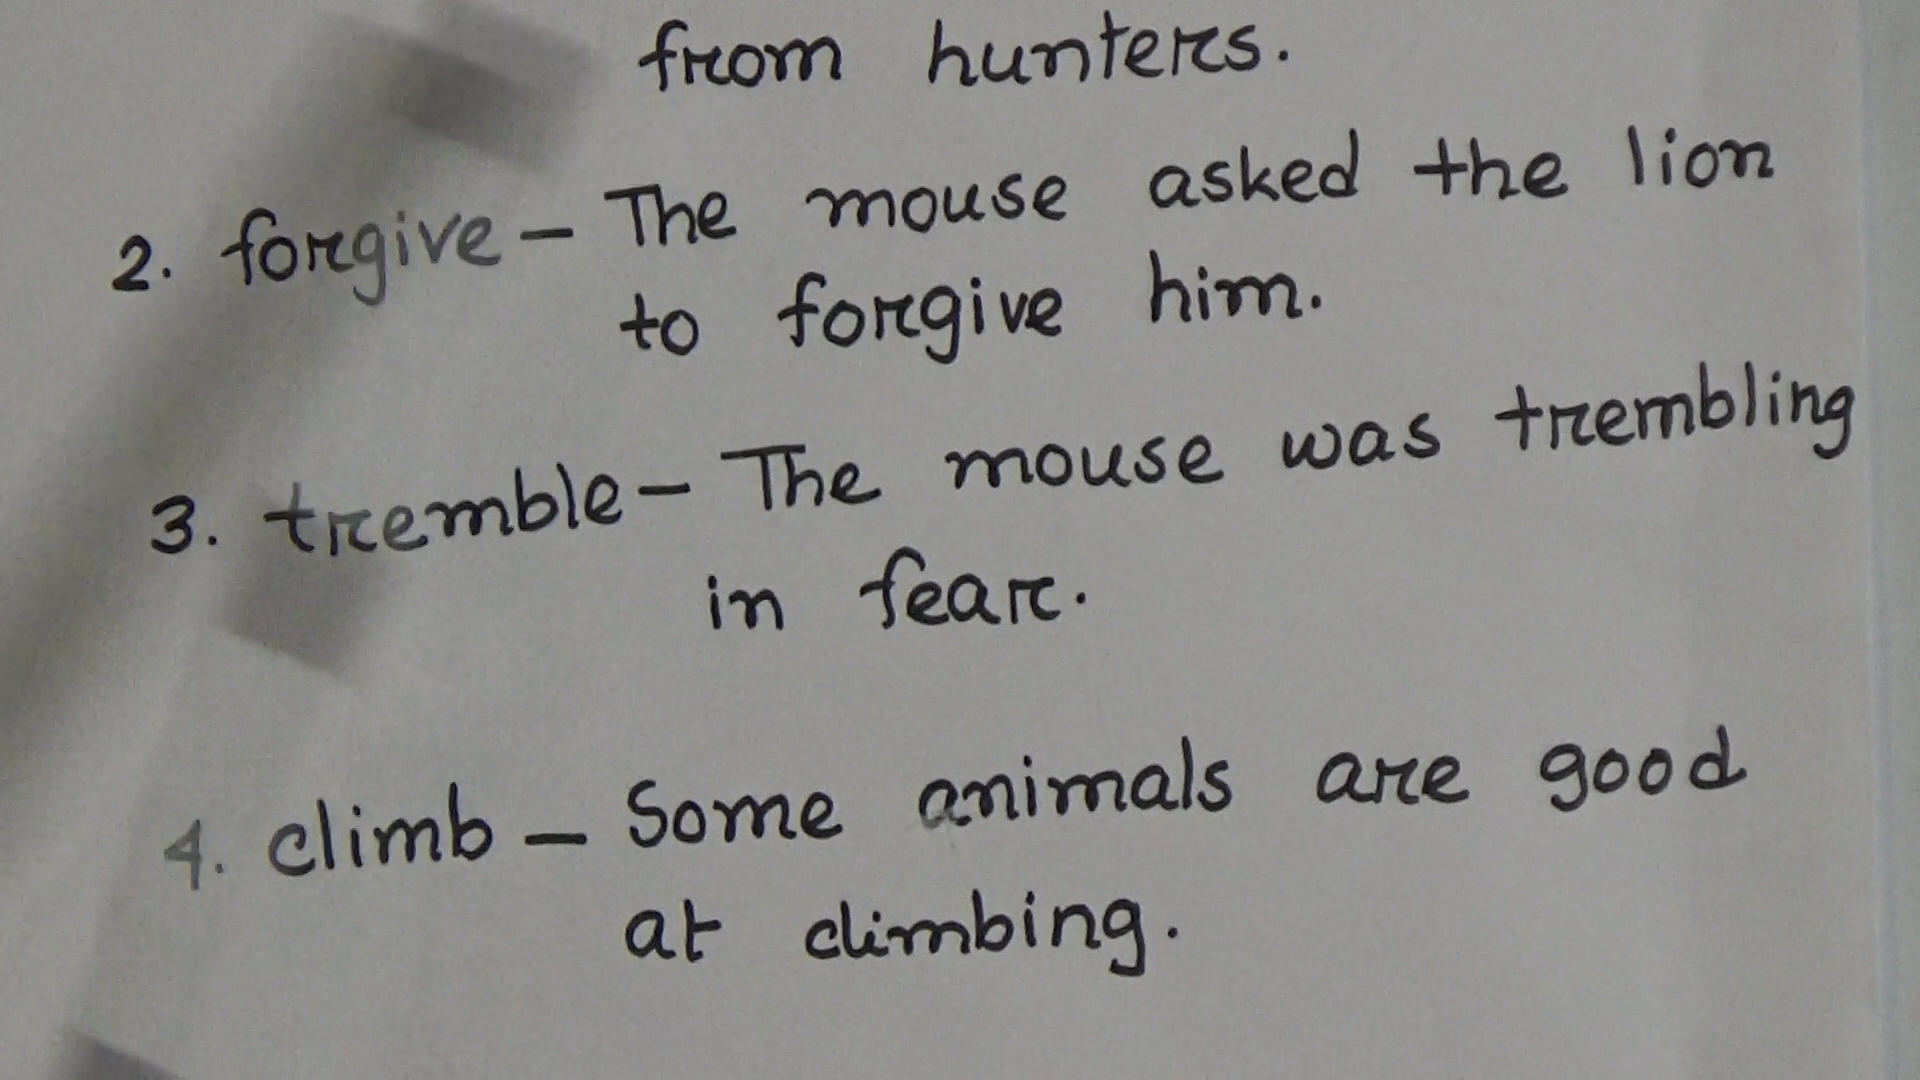 from hunters.
2. forgive - The mouse asked the lion
to forgive him.
3. tremble - The mouse was trembling
in fear.
4. climb - Some animals are good
at climbing.